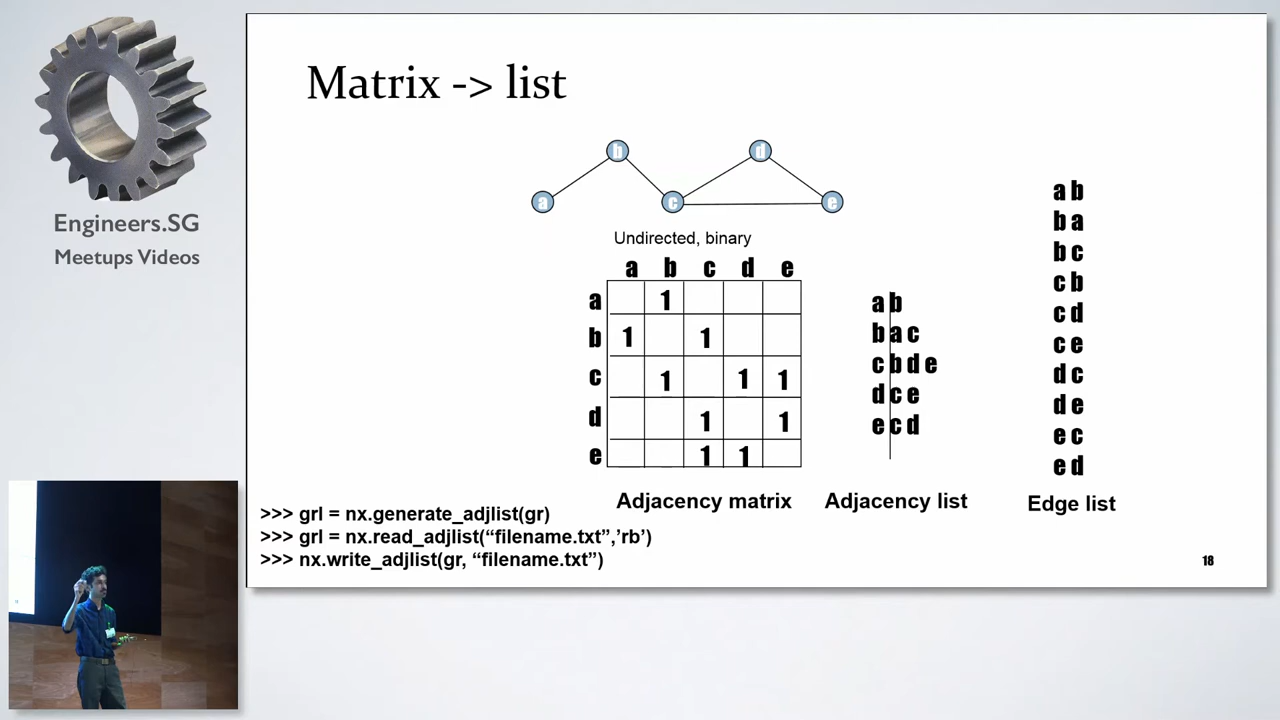 Engineers.SG
Meetups Videos
Matrix -> list
b d
a c e
Undirected, binary
a b c d e
a 1
b 1 1
c 1 1 1
d 1 1
e 1 1
Adjacency matrix
a b
b a c
c b d e
d c e
e c d
Adjacency list
a b
b a
b c
c b
c d
c e
d c
d e
e c
e d
Edge list
>>> grl = nx.generate_adjlist(gr)
>>> grl = nx.read_adjlist(“filename.txt”,’rb’)
>>> nx.write_adjlist(gr, “filename.txt”)
18